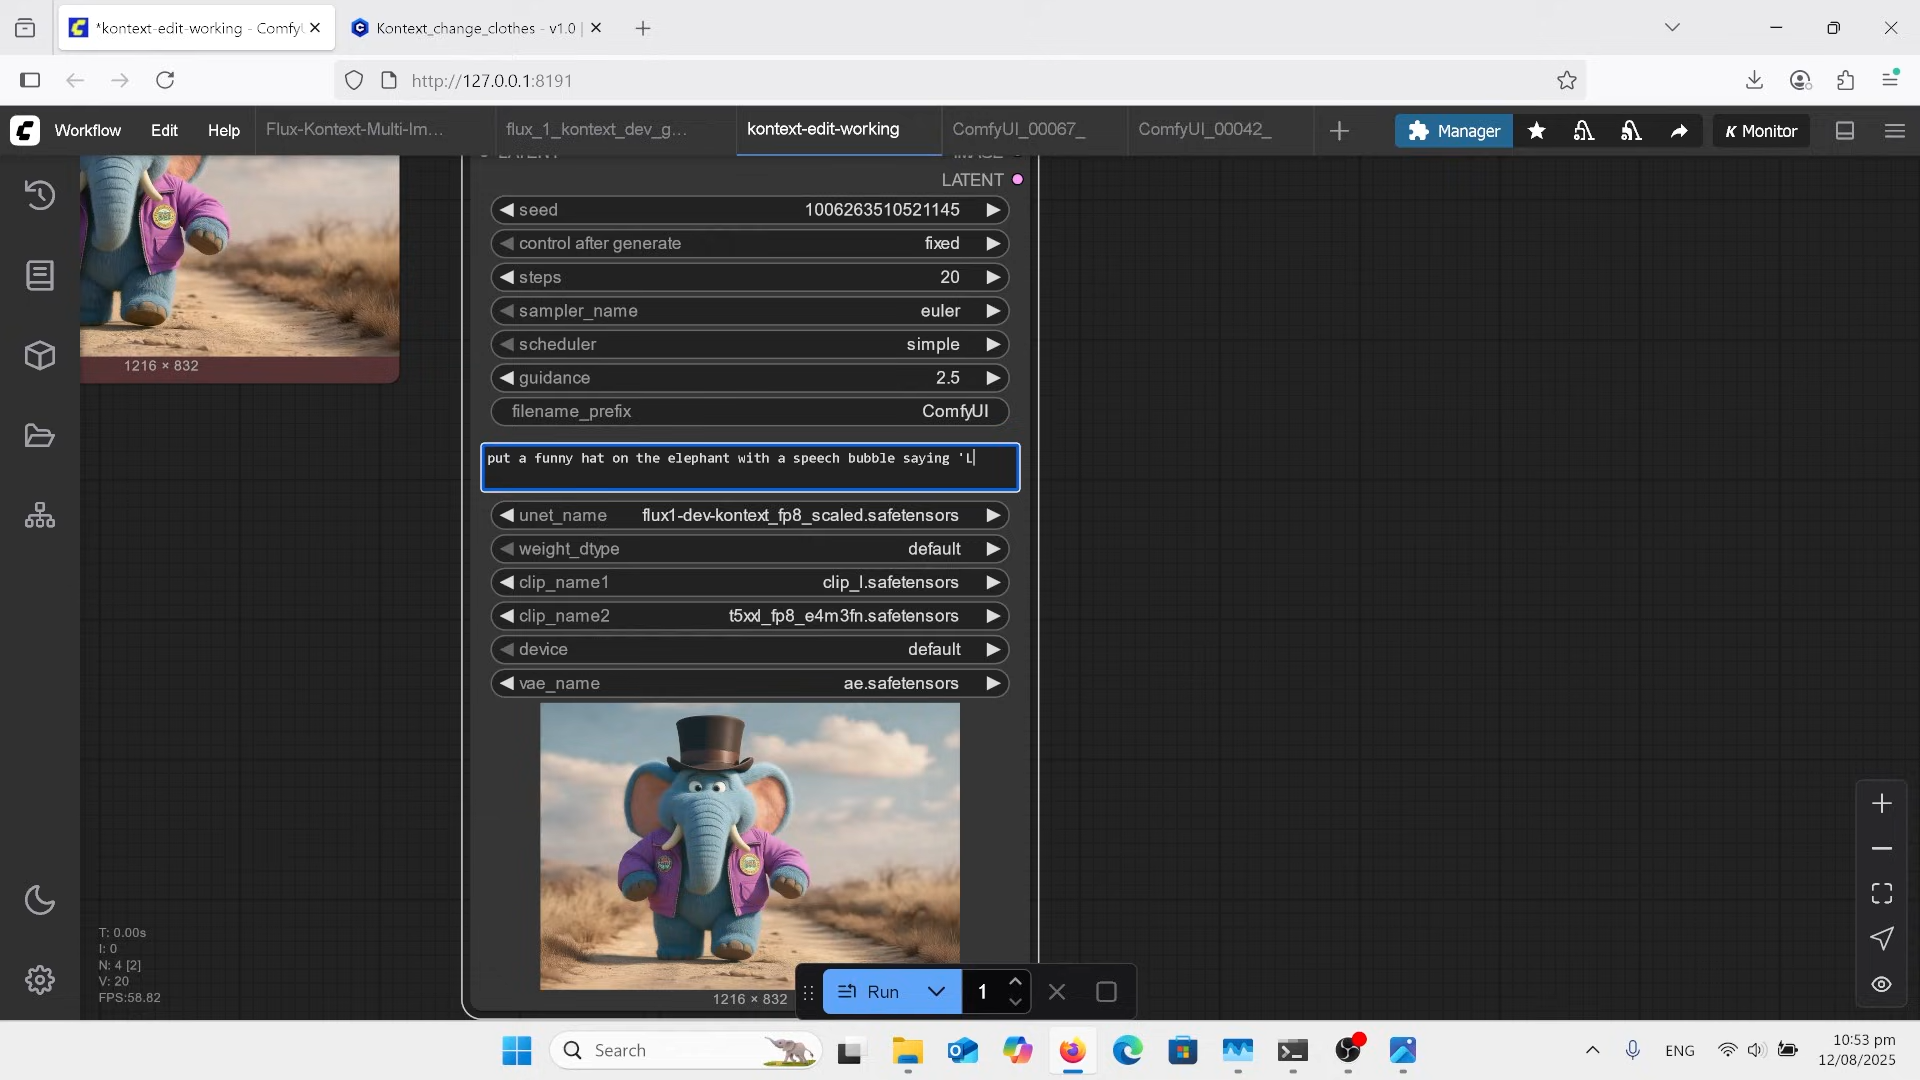 *kontext-edit-working - ComfyU
Kontext_change_clothes - v1.0 |
http://127.0.0.1:8191
Workflow
Edit
Help
Flux-Kontext-Multi-Im...
flux_1_kontext_dev_g...
kontext-edit-working
ComfyUI_00067_
ComfyUI_00042_
Manager
Monitor
LATENT
IMAGE
LATENT
seed 1006263510521145
control after generate fixed
steps 20
sampler_name euler
scheduler simple
guidance 2.5
filename_prefix ComfyUI
1216 × 832
put a funny hat on the elephant with a speech bubble saying 'L
unet_name flux1-dev-kontext_fp8_scaled.safetensors
weight_dtype default
clip_name1 clip_l.safetensors
clip_name2 t5xxl_fp8_e4m3fn.safetensors
device default
vae_name ae.safetensors
1216 × 832
T: 0.00s
I: 0
N: 4 [2]
V: 20
FPS:58.82
Run
1
Search
ENG
10:53 pm
12/08/2025